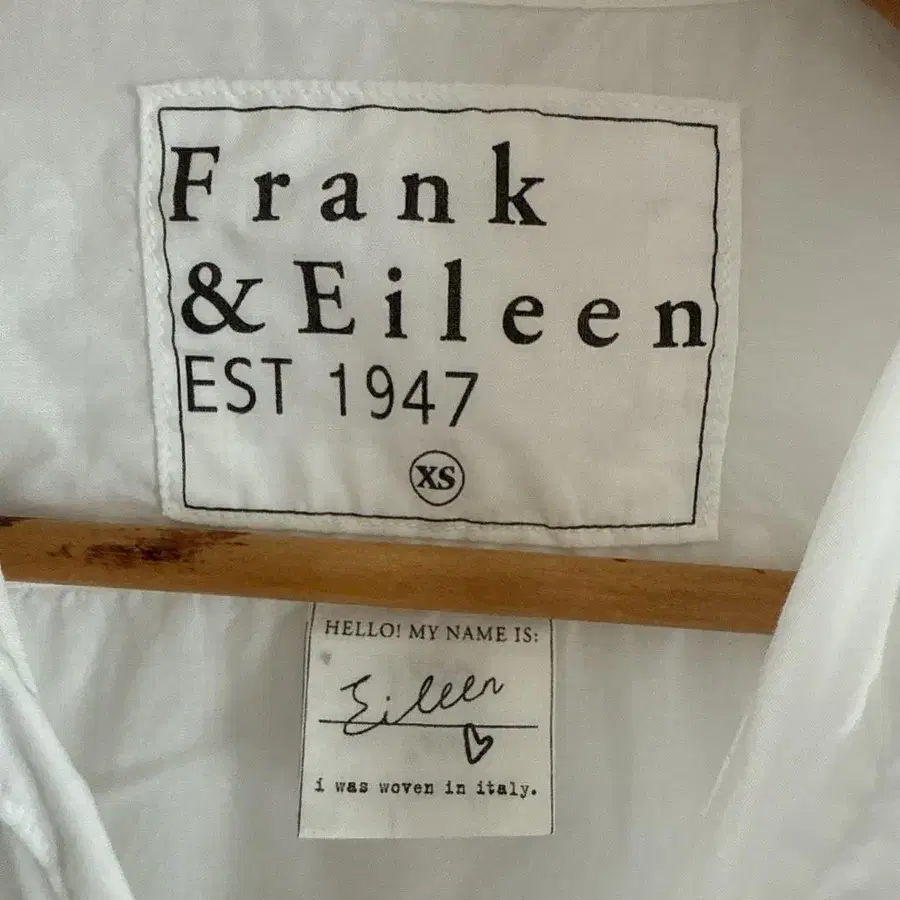 Frank
&Eileen
EST 1947
XS
HELLO! MY NAME IS:
Eileen
i was woven in italy.